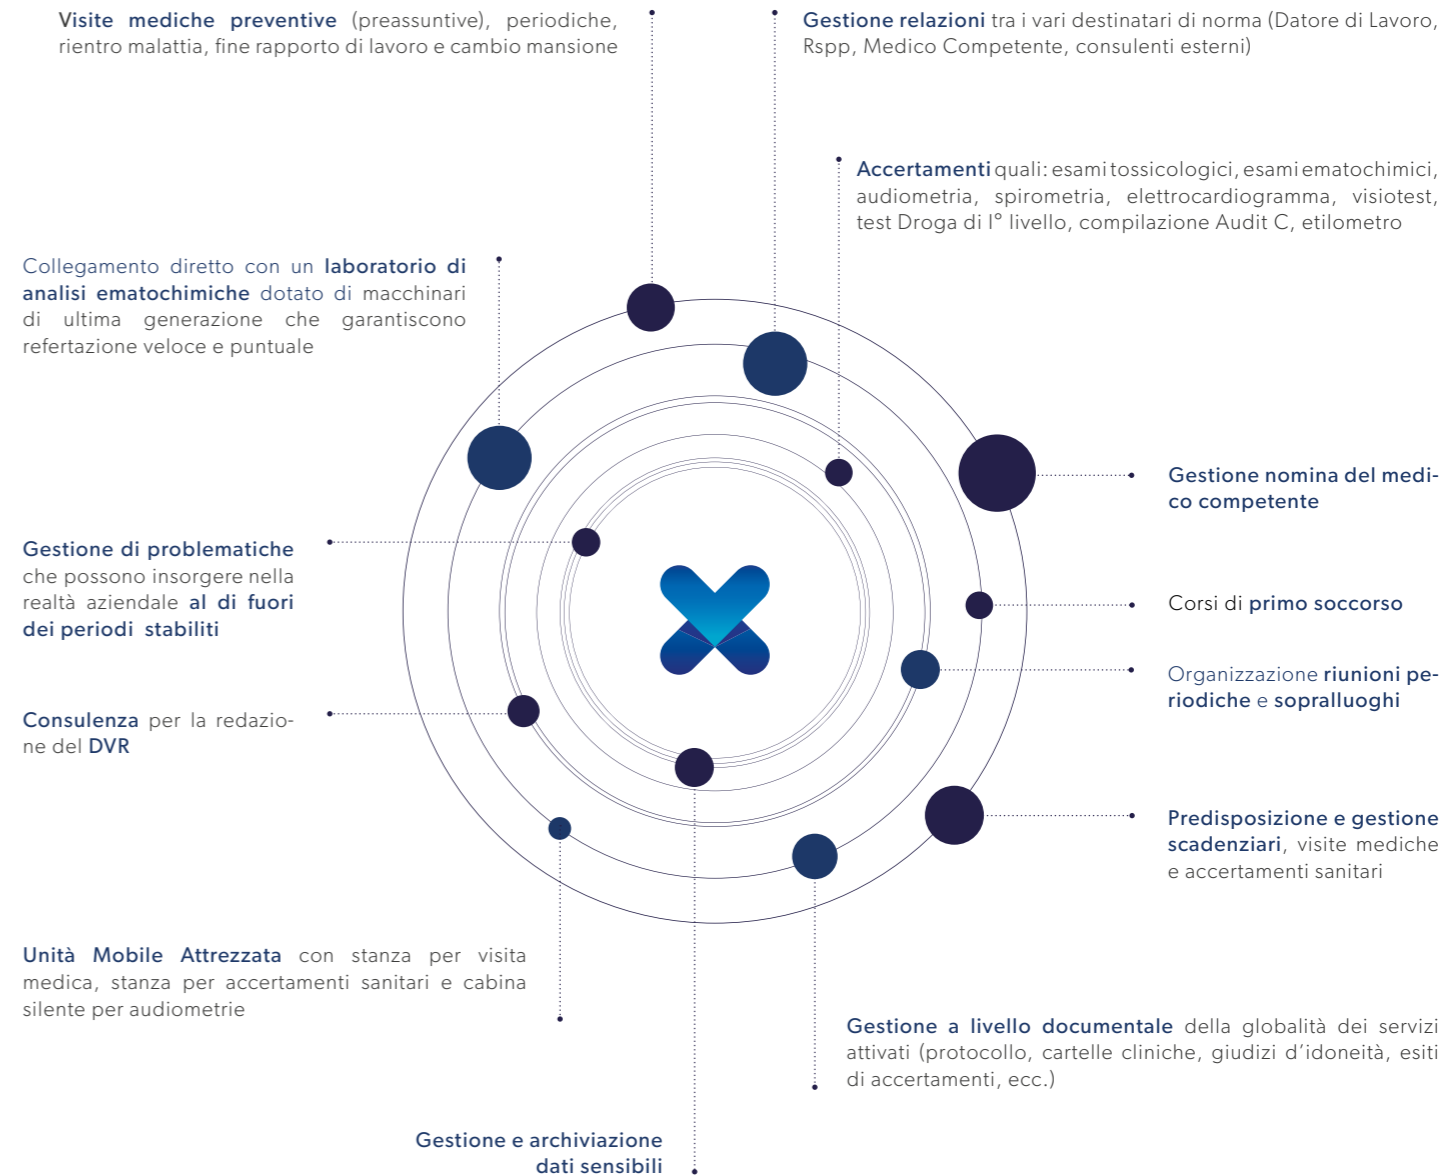 Visite mediche preventive (preassuntive), periodiche,
rientro malattia, fine rapporto di lavoro e cambio mansione
Gestione relazioni tra i vari destinatari di norma (Datore di Lavoro,
Rspp, Medico Competente, consulenti esterni)
Accertamenti quali: esami tossicologici, esami ematochimici,
audiometria, spirometria, elettrocardiogramma, visiotest,
test Droga di I° livello, compilazione Audit C, etilometro
Collegamento diretto con un laboratorio di
analisi ematochimiche dotato di macchinari
di ultima generazione che garantiscono
refertazione veloce e puntuale
Gestione nomina del medi-
co competente
Gestione di problematiche
che possono insorgere nella
realtà aziendale al di fuori
dei periodi stabiliti
Corsi di primo soccorso
Organizzazione riunioni pe-
riodiche e sopralluoghi
Consulenza per la redazio-
ne del DVR
Predisposizione e gestione
scadenziari, visite mediche
e accertamenti sanitari
Unità Mobile Attrezzata con stanza per visita
medica, stanza per accertamenti sanitari e cabina
silente per audiometrie
Gestione a livello documentale della globalità dei servizi
attivati (protocollo, cartelle cliniche, giudizi d'idoneità, esiti
di accertamenti, ecc.)
Gestione e archiviazione
dati sensibili